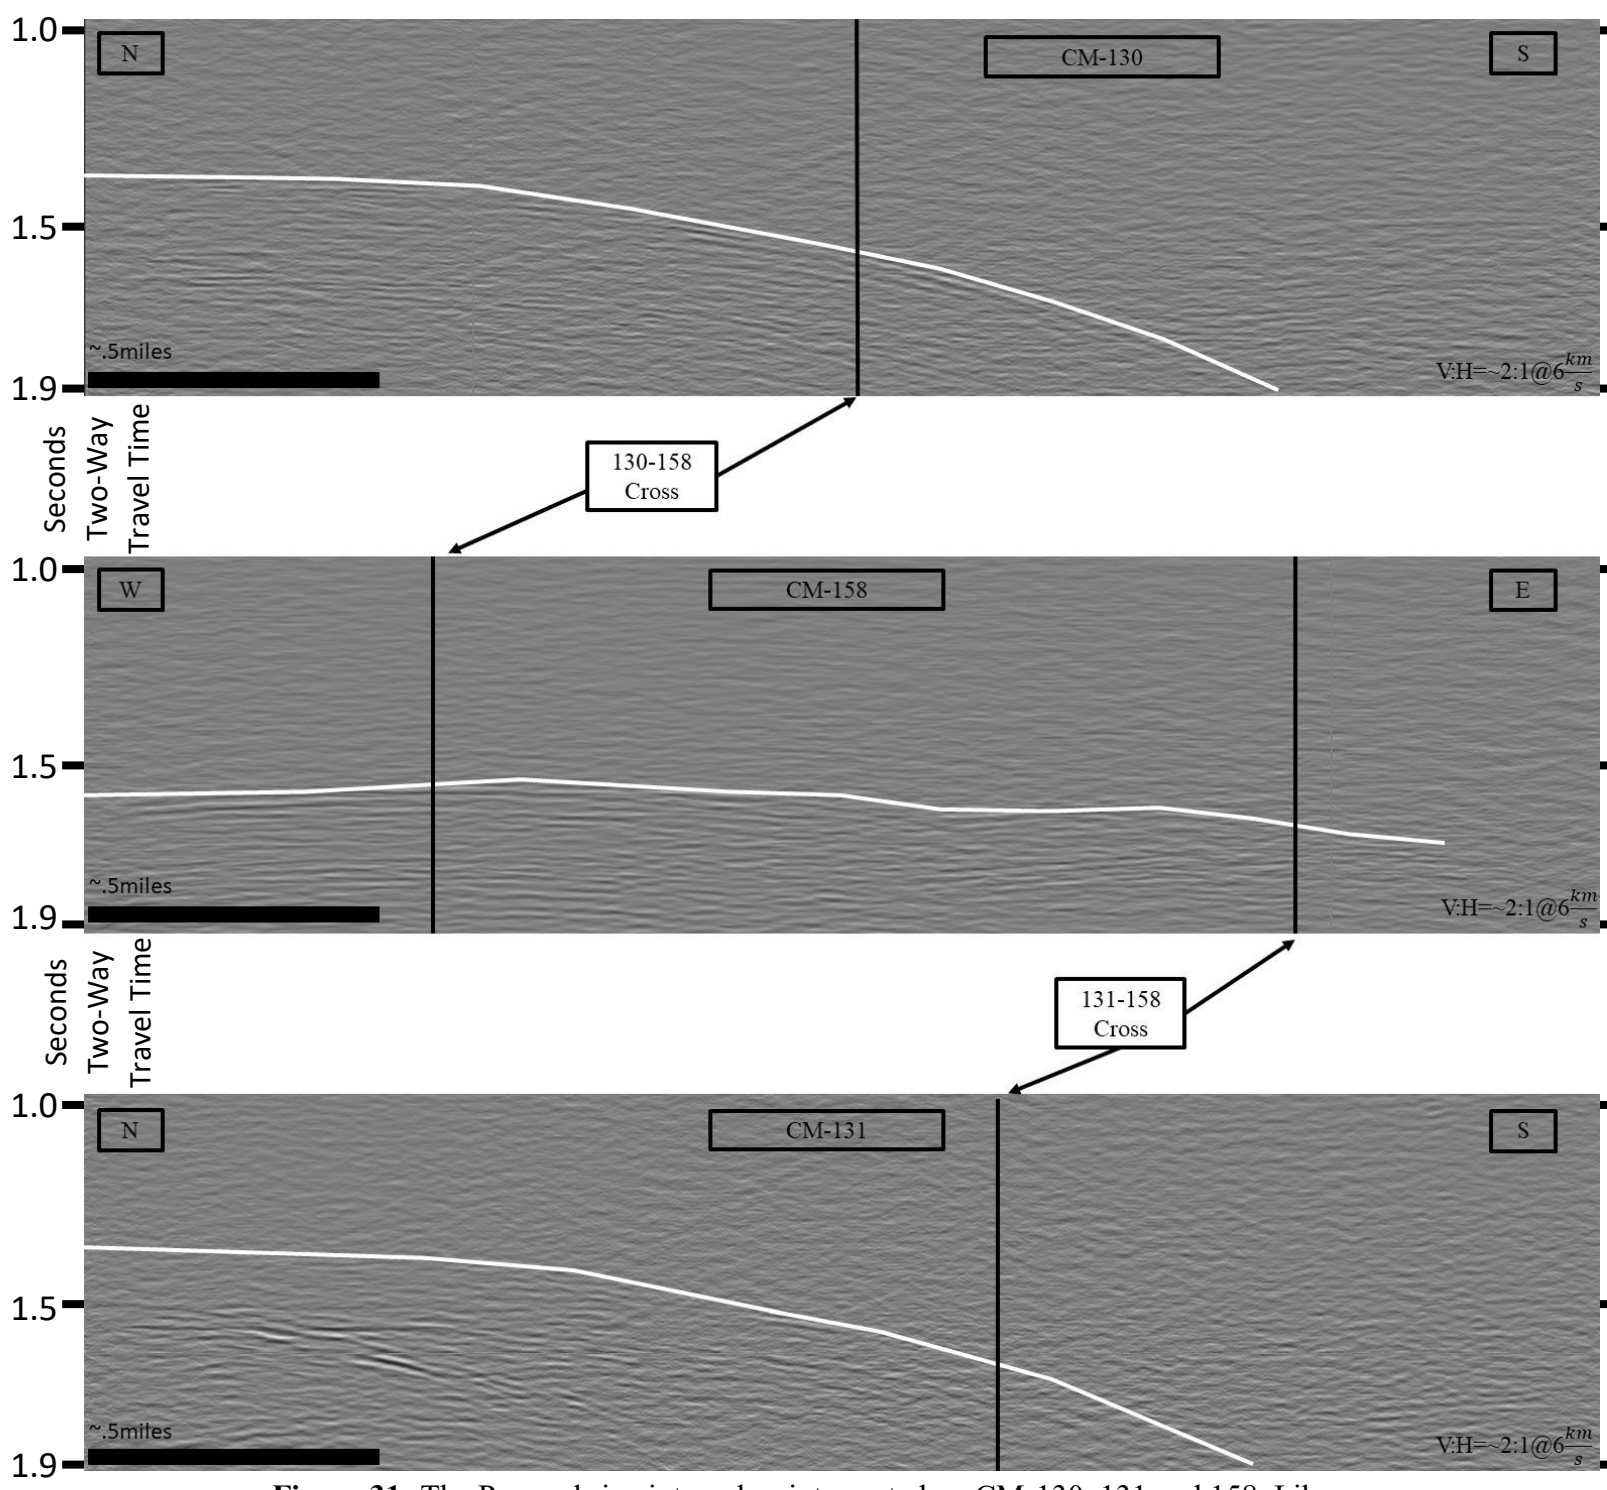 1.0
N
CM-130
S
1.5
~.5miles
V:H=~2:1@6km/s
1.9
Seconds
Two-Way
Travel Time
130-158
Cross
1.0
W
CM-158
E
1.5
~.5miles
V:H=~2:1@6km/s
1.9
Seconds
Two-Way
Travel Time
131-158
Cross
1.0
N
CM-131
S
1.5
~.5miles
V:H=~2:1@6km/s
1.9